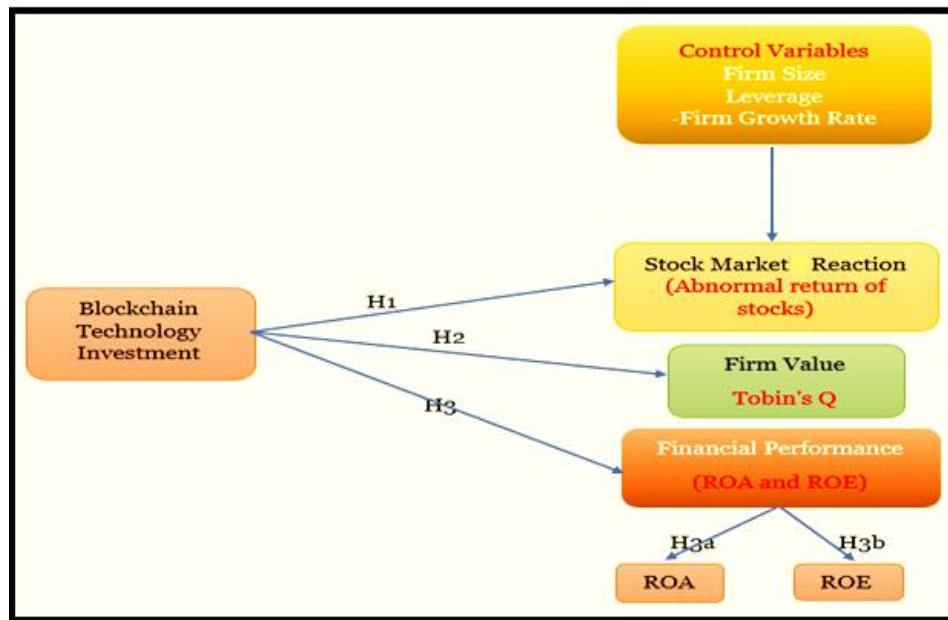 Control Variables
Firm Size
Leverage
-Firm Growth Rate
Stock Market Reaction
(Abnormal return of
stocks)
Blockchain
Technology
Investment
H1
H2
H3
Firm Value
Tobin's Q
Financial Performance
(ROA and ROE)
H3a
H3b
ROA
ROE